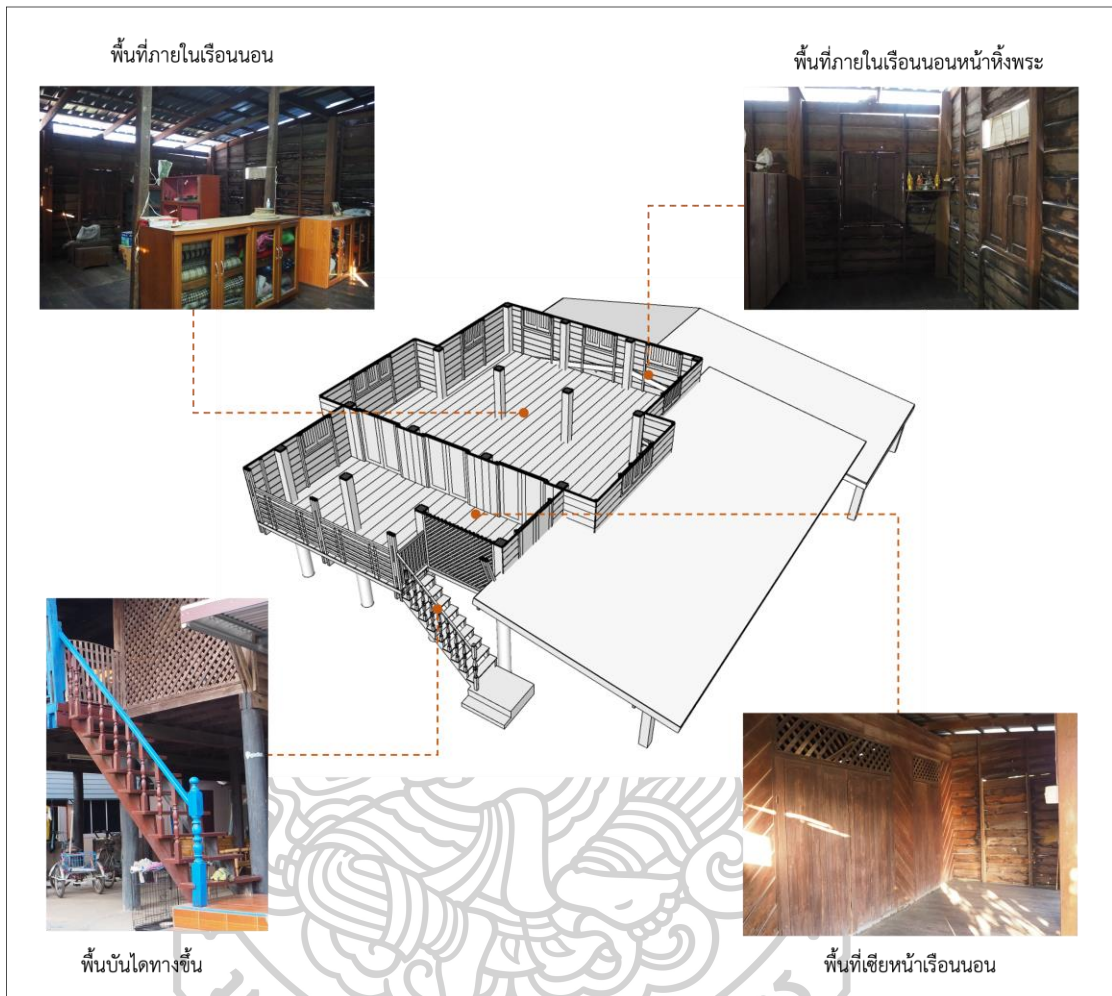 พื้นที่ภายในเรือนนอน
พื้นที่ภายในเรือนนอนหน้าหิ้งพระ
พื้นบันไดทางขึ้น
พื้นที่เซียหน้าเรือนนอน